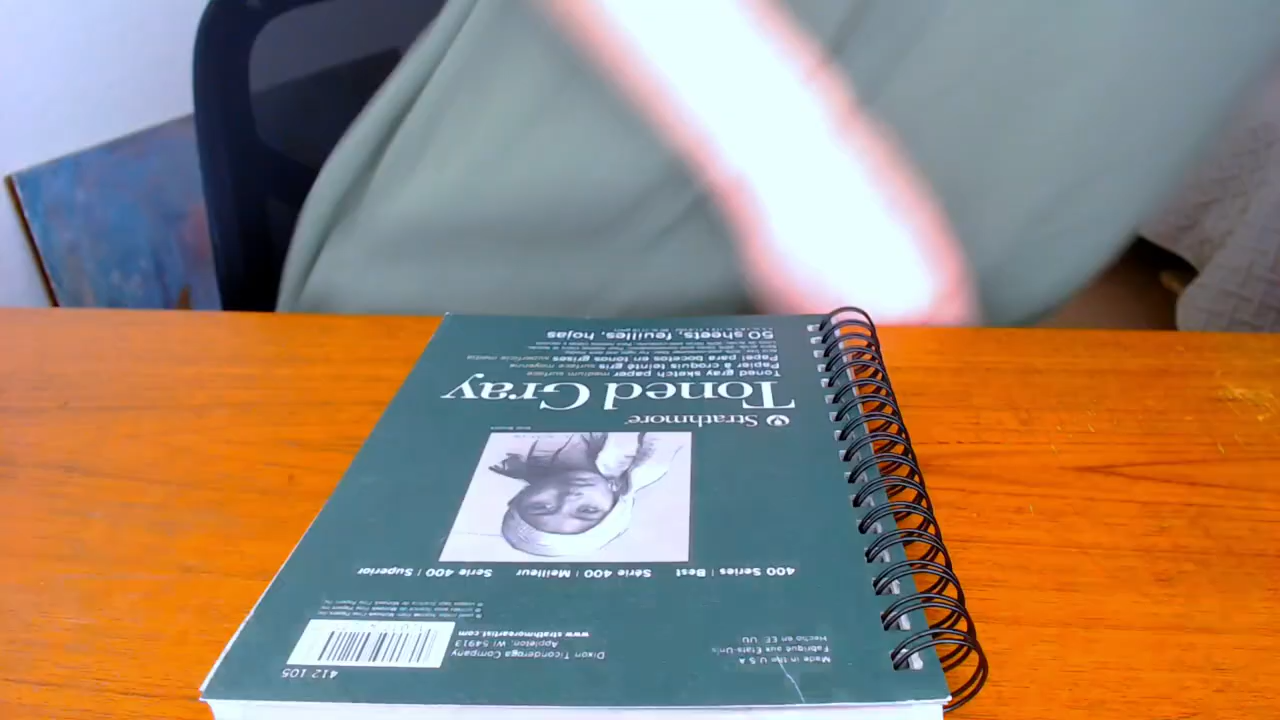 400 Series | Best Série 400 | Meilleur Serie 400 | Superior
Strathmore®
Toned Gray
Toned gray sketch paper medium surface
Papier à croquis teinté gris surface moyenne
Papel para bocetos en tonos grises superficie media
50 sheets, feuilles, hojas
Made in the U.S.A.
Fabriqué aux États-Unis
Hecho en EE. UU.
Dixon Ticonderoga Company
Appleton, WI 54913
www.strathmoreartist.com
412 105